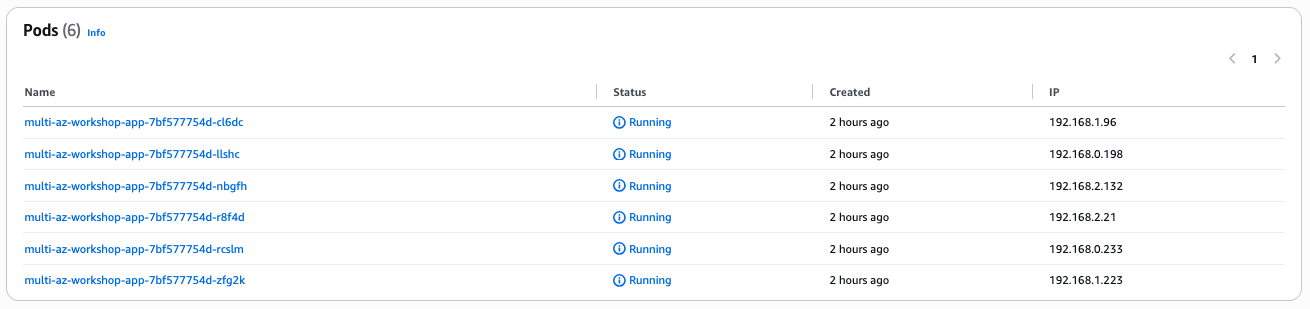 Pods (6) Info
1
Name Status Created IP
multi-az-workshop-app-7bf577754d-cl6dc Running 2 hours ago 192.168.1.96
multi-az-workshop-app-7bf577754d-llshc Running 2 hours ago 192.168.0.198
multi-az-workshop-app-7bf577754d-nbgfh Running 2 hours ago 192.168.2.132
multi-az-workshop-app-7bf577754d-r8f4d Running 2 hours ago 192.168.2.21
multi-az-workshop-app-7bf577754d-rcslm Running 2 hours ago 192.168.0.233
multi-az-workshop-app-7bf577754d-zfg2k Running 2 hours ago 192.168.1.223